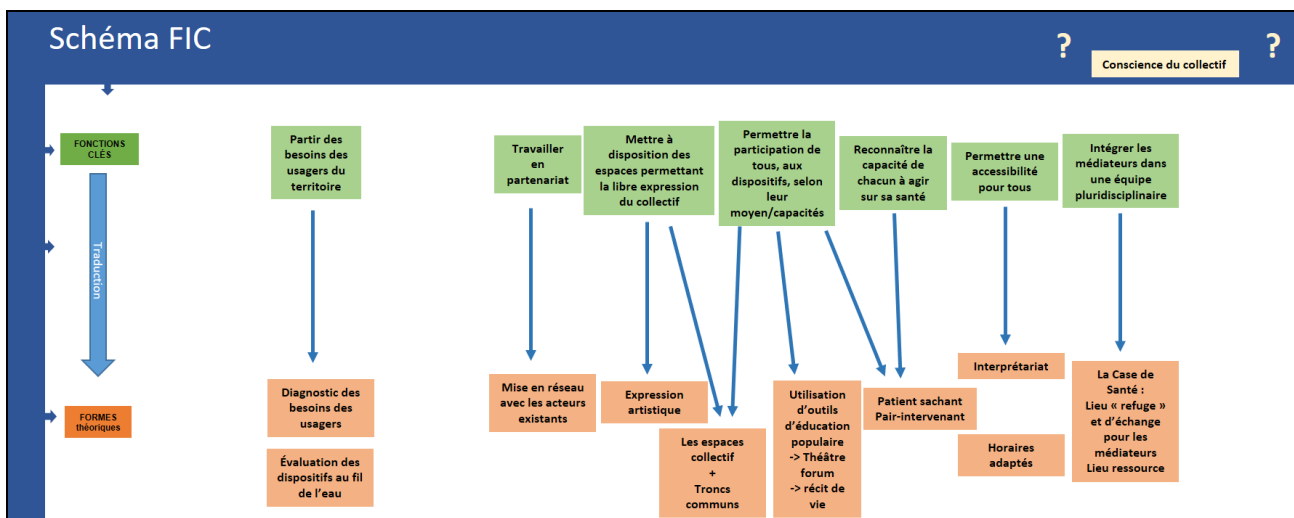 Schéma FIC
?
Conscience du collectif
?
FONCTIONS
CLÉS
Partir des
besoins des
usagers du
territoire
Travailler
en
partenariat
Mettre à
disposition des
espaces permettant
la libre expression
du collectif
Permettre la
participation de
tous, aux
dispositifs, selon
leur
moyen/capacités
Reconnaître la
capacité de
chacun à agir
sur sa santé
Permettre une
accessibilité
pour tous
Intégrer les
médiateurs dans
une équipe
pluridisciplinaire
Traduction
FORMES
théoriques
Diagnostic des
besoins des
usagers
Évaluation des
dispositifs au fil
de l'eau
Mise en réseau
avec les acteurs
existants
Expression
artistique
Les espaces
collectif
+
Troncs
communs
Utilisation
d'outils
d'éducation
populaire
-> Théâtre
forum
-> récit de
vie
Patient sachant
Pair-intervenant
Interprétariat
Horaires
adaptés
La Case de
Santé :
Lieu « refuge »
et d'échange
pour les
médiateurs
Lieu ressource